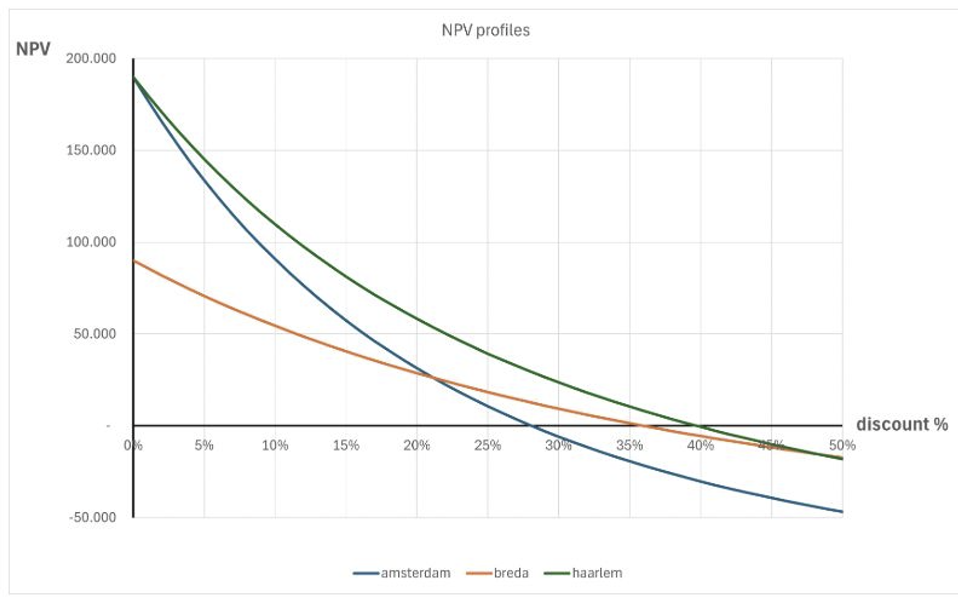 NPV profiles
NPV
200.000
150.000
100.000
50.000
-
-50.000
0% 5% 10% 15% 20% 25% 30% 35% 40% 45% 50%
discount %
amsterdam breda haarlem